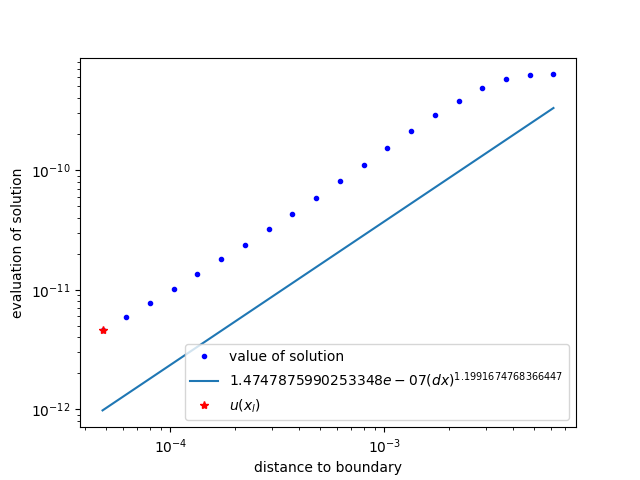 evaluation of solution
10⁻¹⁰
10⁻¹¹
10⁻¹²
value of solution
1.4747875990253348e − 07(dx)^1.1991674768366447
u(x_l)
10⁻⁴ 10⁻³
distance to boundary